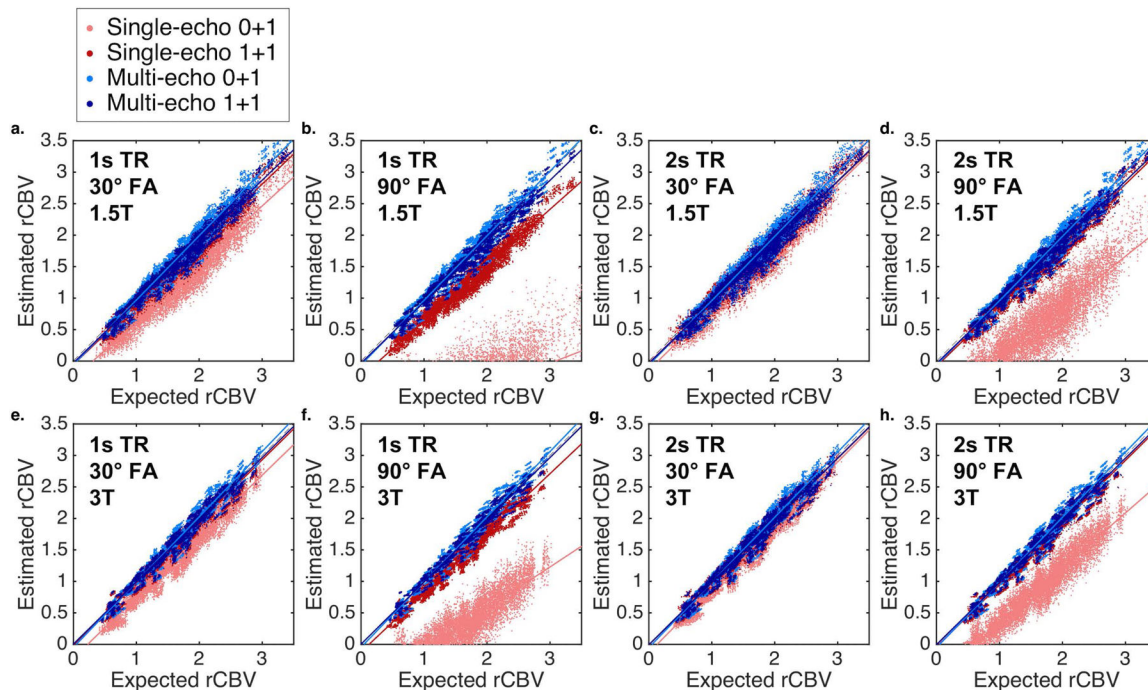 Single-echo 0+1
Single-echo 1+1
Multi-echo 0+1
Multi-echo 1+1
a.
1s TR
30° FA
1.5T
Estimated rCBV
3.5
3
2.5
2
1.5
1
0.5
0
0 1 2 3
Expected rCBV
b.
1s TR
90° FA
1.5T
Estimated rCBV
3.5
3
2.5
2
1.5
1
0.5
0
0 1 2 3
Expected rCBV
c.
2s TR
30° FA
1.5T
Estimated rCBV
3.5
3
2.5
2
1.5
1
0.5
0
0 1 2 3
Expected rCBV
d.
2s TR
90° FA
1.5T
Estimated rCBV
3.5
3
2.5
2
1.5
1
0.5
0
0 1 2 3
Expected rCBV
e.
1s TR
30° FA
3T
Estimated rCBV
3.5
3
2.5
2
1.5
1
0.5
0
0 1 2 3
Expected rCBV
f.
1s TR
90° FA
3T
Estimated rCBV
3.5
3
2.5
2
1.5
1
0.5
0
0 1 2 3
Expected rCBV
g.
2s TR
30° FA
3T
Estimated rCBV
3.5
3
2.5
2
1.5
1
0.5
0
0 1 2 3
Expected rCBV
h.
2s TR
90° FA
3T
Estimated rCBV
3.5
3
2.5
2
1.5
1
0.5
0
0 1 2 3
Expected rCBV